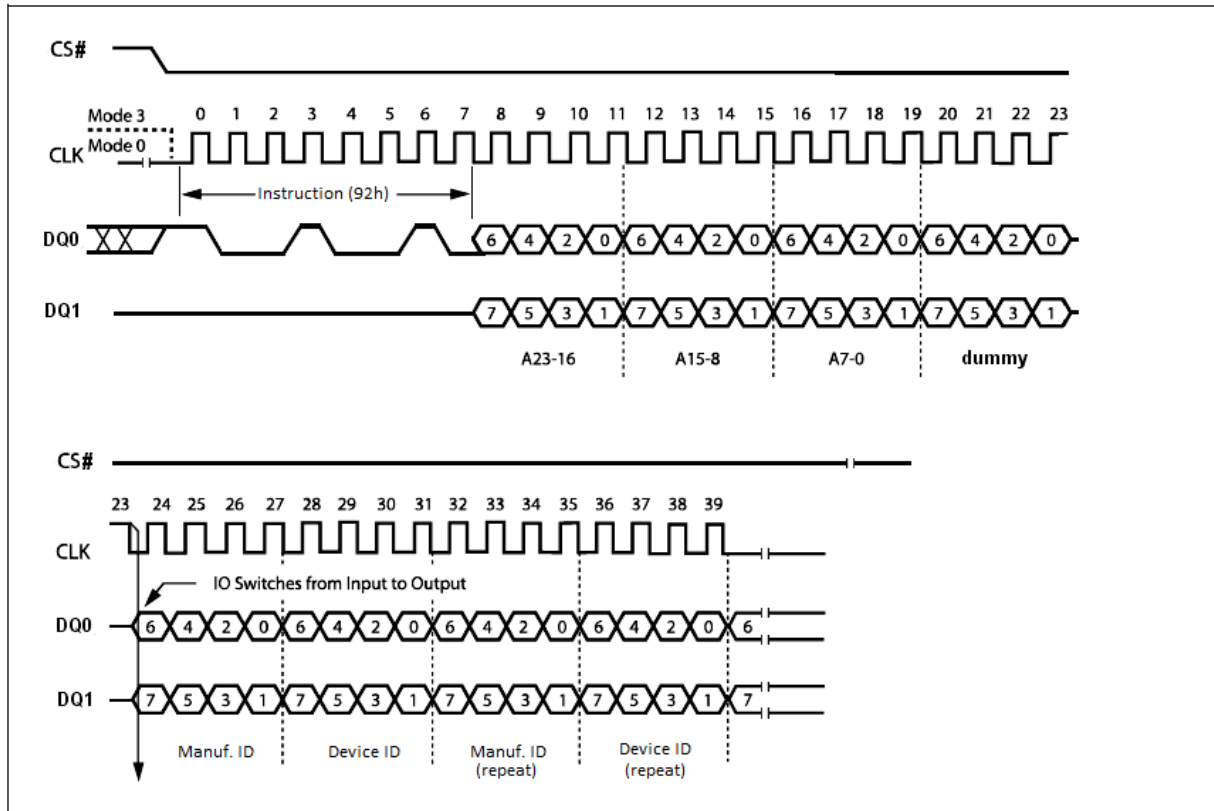 CS#
Mode 3
0 1 2 3 4 5 6 7 8 9 10 11 12 13 14 15 16 17 18 19 20 21 22 23
CLK Mode 0
Instruction (92h)
DQ0 6 4 2 0 6 4 2 0 6 4 2 0 6 4 2 0
DQ1 7 5 3 1 7 5 3 1 7 5 3 1 7 5 3 1
A23-16 A15-8 A7-0 dummy
CS#
23 24 25 26 27 28 29 30 31 32 33 34 35 36 37 38 39
CLK
IO Switches from Input to Output
DQ0 6 4 2 0 6 4 2 0 6 4 2 0 6 4 2 0 6
DQ1 7 5 3 1 7 5 3 1 7 5 3 1 7 5 3 1 7
Manuf. ID Device ID Manuf. ID Device ID
(repeat) (repeat)